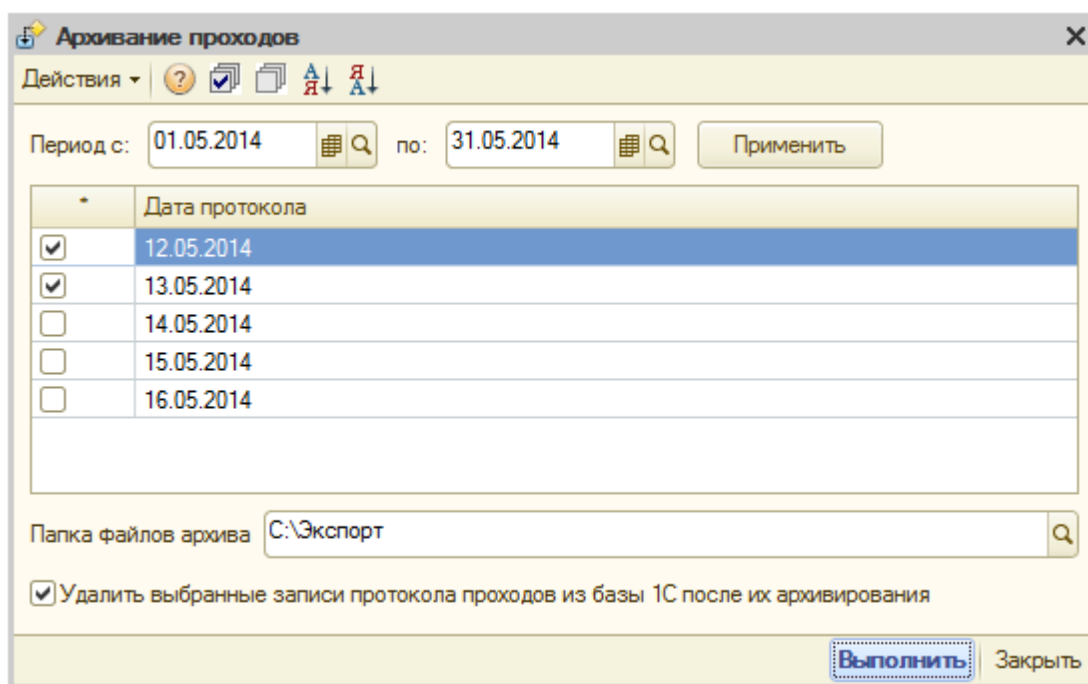 Архивание проходов
Действия
Период с: 01.05.2014 по: 31.05.2014 Применить
* Дата протокола
12.05.2014
13.05.2014
14.05.2014
15.05.2014
16.05.2014
Папка файлов архива С:\Экспорт
Удалить выбранные записи протокола проходов из базы 1С после их архивирования
Выполнить Закрыть